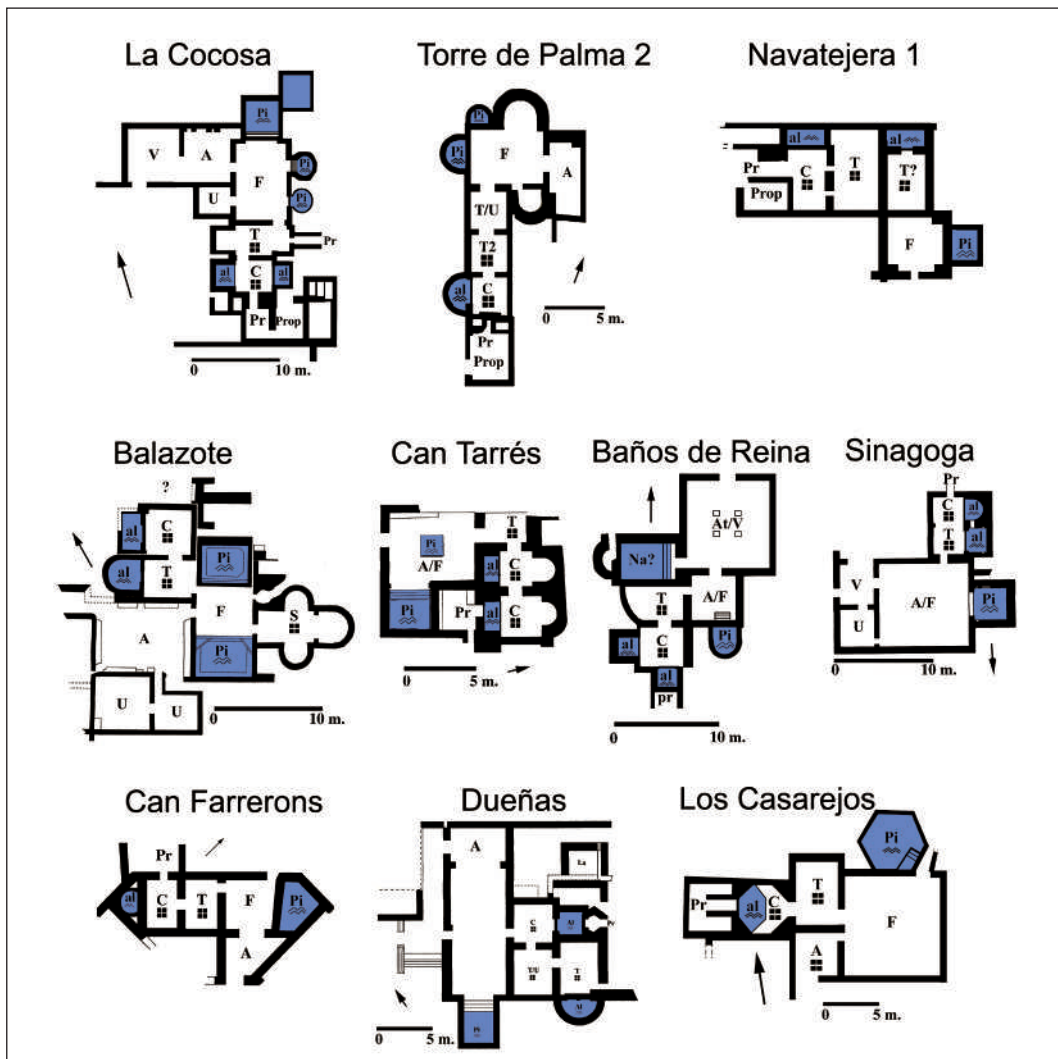 La Cocosa
Torre de Palma 2
Navatejera 1
Pi
V
A
Pi
F
Pi
U
T
Pr
al
C
al
Pr
Prop
0 10 m.
Pi
Pi
F
A
T/U
T2
al
C
0 5 m.
Pr
Prop
al
al
T
T?
Pr
C
Prop
F
Pi
Balazote
Can Tarrés
Baños de Reina
Sinagoga
?
C
al
Pi
al
T
F
S
A
Pi
U
U
0 10 m.
T
Pi
A/F
al
C
Pi
Pr
al
C
0 5 m.
At/V
Na?
T
A/F
al
C
Pi
al
pr
0 10 m.
Pr
C
al
T
al
V
A/F
Pi
U
0 10 m.
Can Farrerons
Dueñas
Los Casarejos
Pr
al
C
T
F
Pi
A
A
C
Al
T/U
T
Al
0 5 m.
Pi
T
Pr
al
C
F
A
0 5 m.